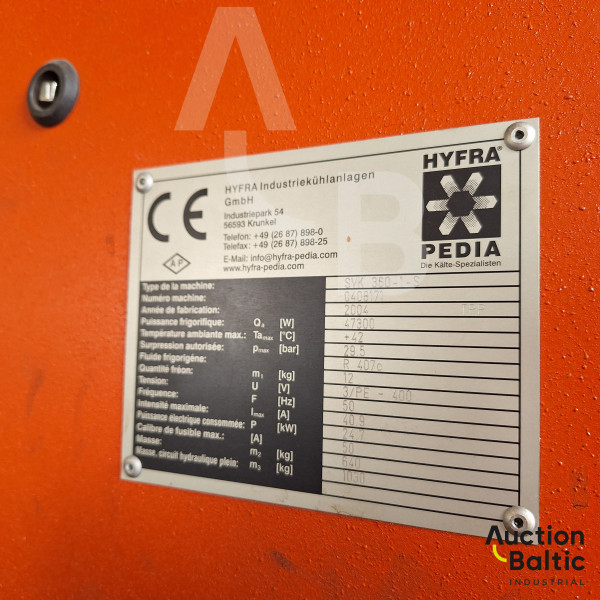 CE
A.P.
HYFRA Industriekühlanlagen
GmbH
Industriepark 54
56593 Krunkel
Telefon: +49 (26 87) 898-0
Telefax: +49 (26 87) 898-25
E-Mail: info@hyfra-pedia.com
www.hyfra-pedia.com
HYFRA®
PEDIA
Die Kälte-Spezialisten
Type de la machine: SVK 360-
Numéro machine:
Année de fabrication: 2004
Puissance frigorifique: Q₀ [W] 47300
Température ambiante max.: Ta max [°C] +42
Surpression autorisée: p max [bar] 29.5
Fluide frigorigéne: R 407c
Quantité fréon: m₁ [kg] 12
Tension: U [V] 3/PE - 400
Fréquence: F [Hz] 50
Intensité maximale: I max [A] 40.9
Puissance électrique consommée: P [kW] 24.7
Calibre de fusible max.: [A] 50
Masse: m₂ [kg] 840
Masse, circuit hydraulique plein: m₃ [kg] 1030
Auction
Baltic
INDUSTRIAL